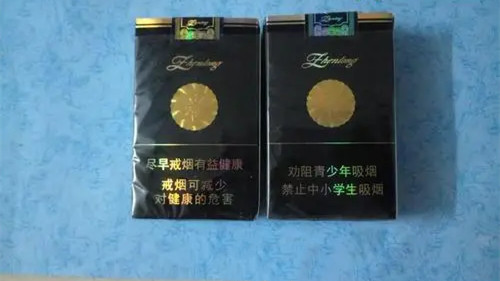 Zhenlong
尽早戒烟有益健康
戒烟可减少
对健康的危害
Zhenlong
劝阻青少年吸烟
禁止中小学生吸烟